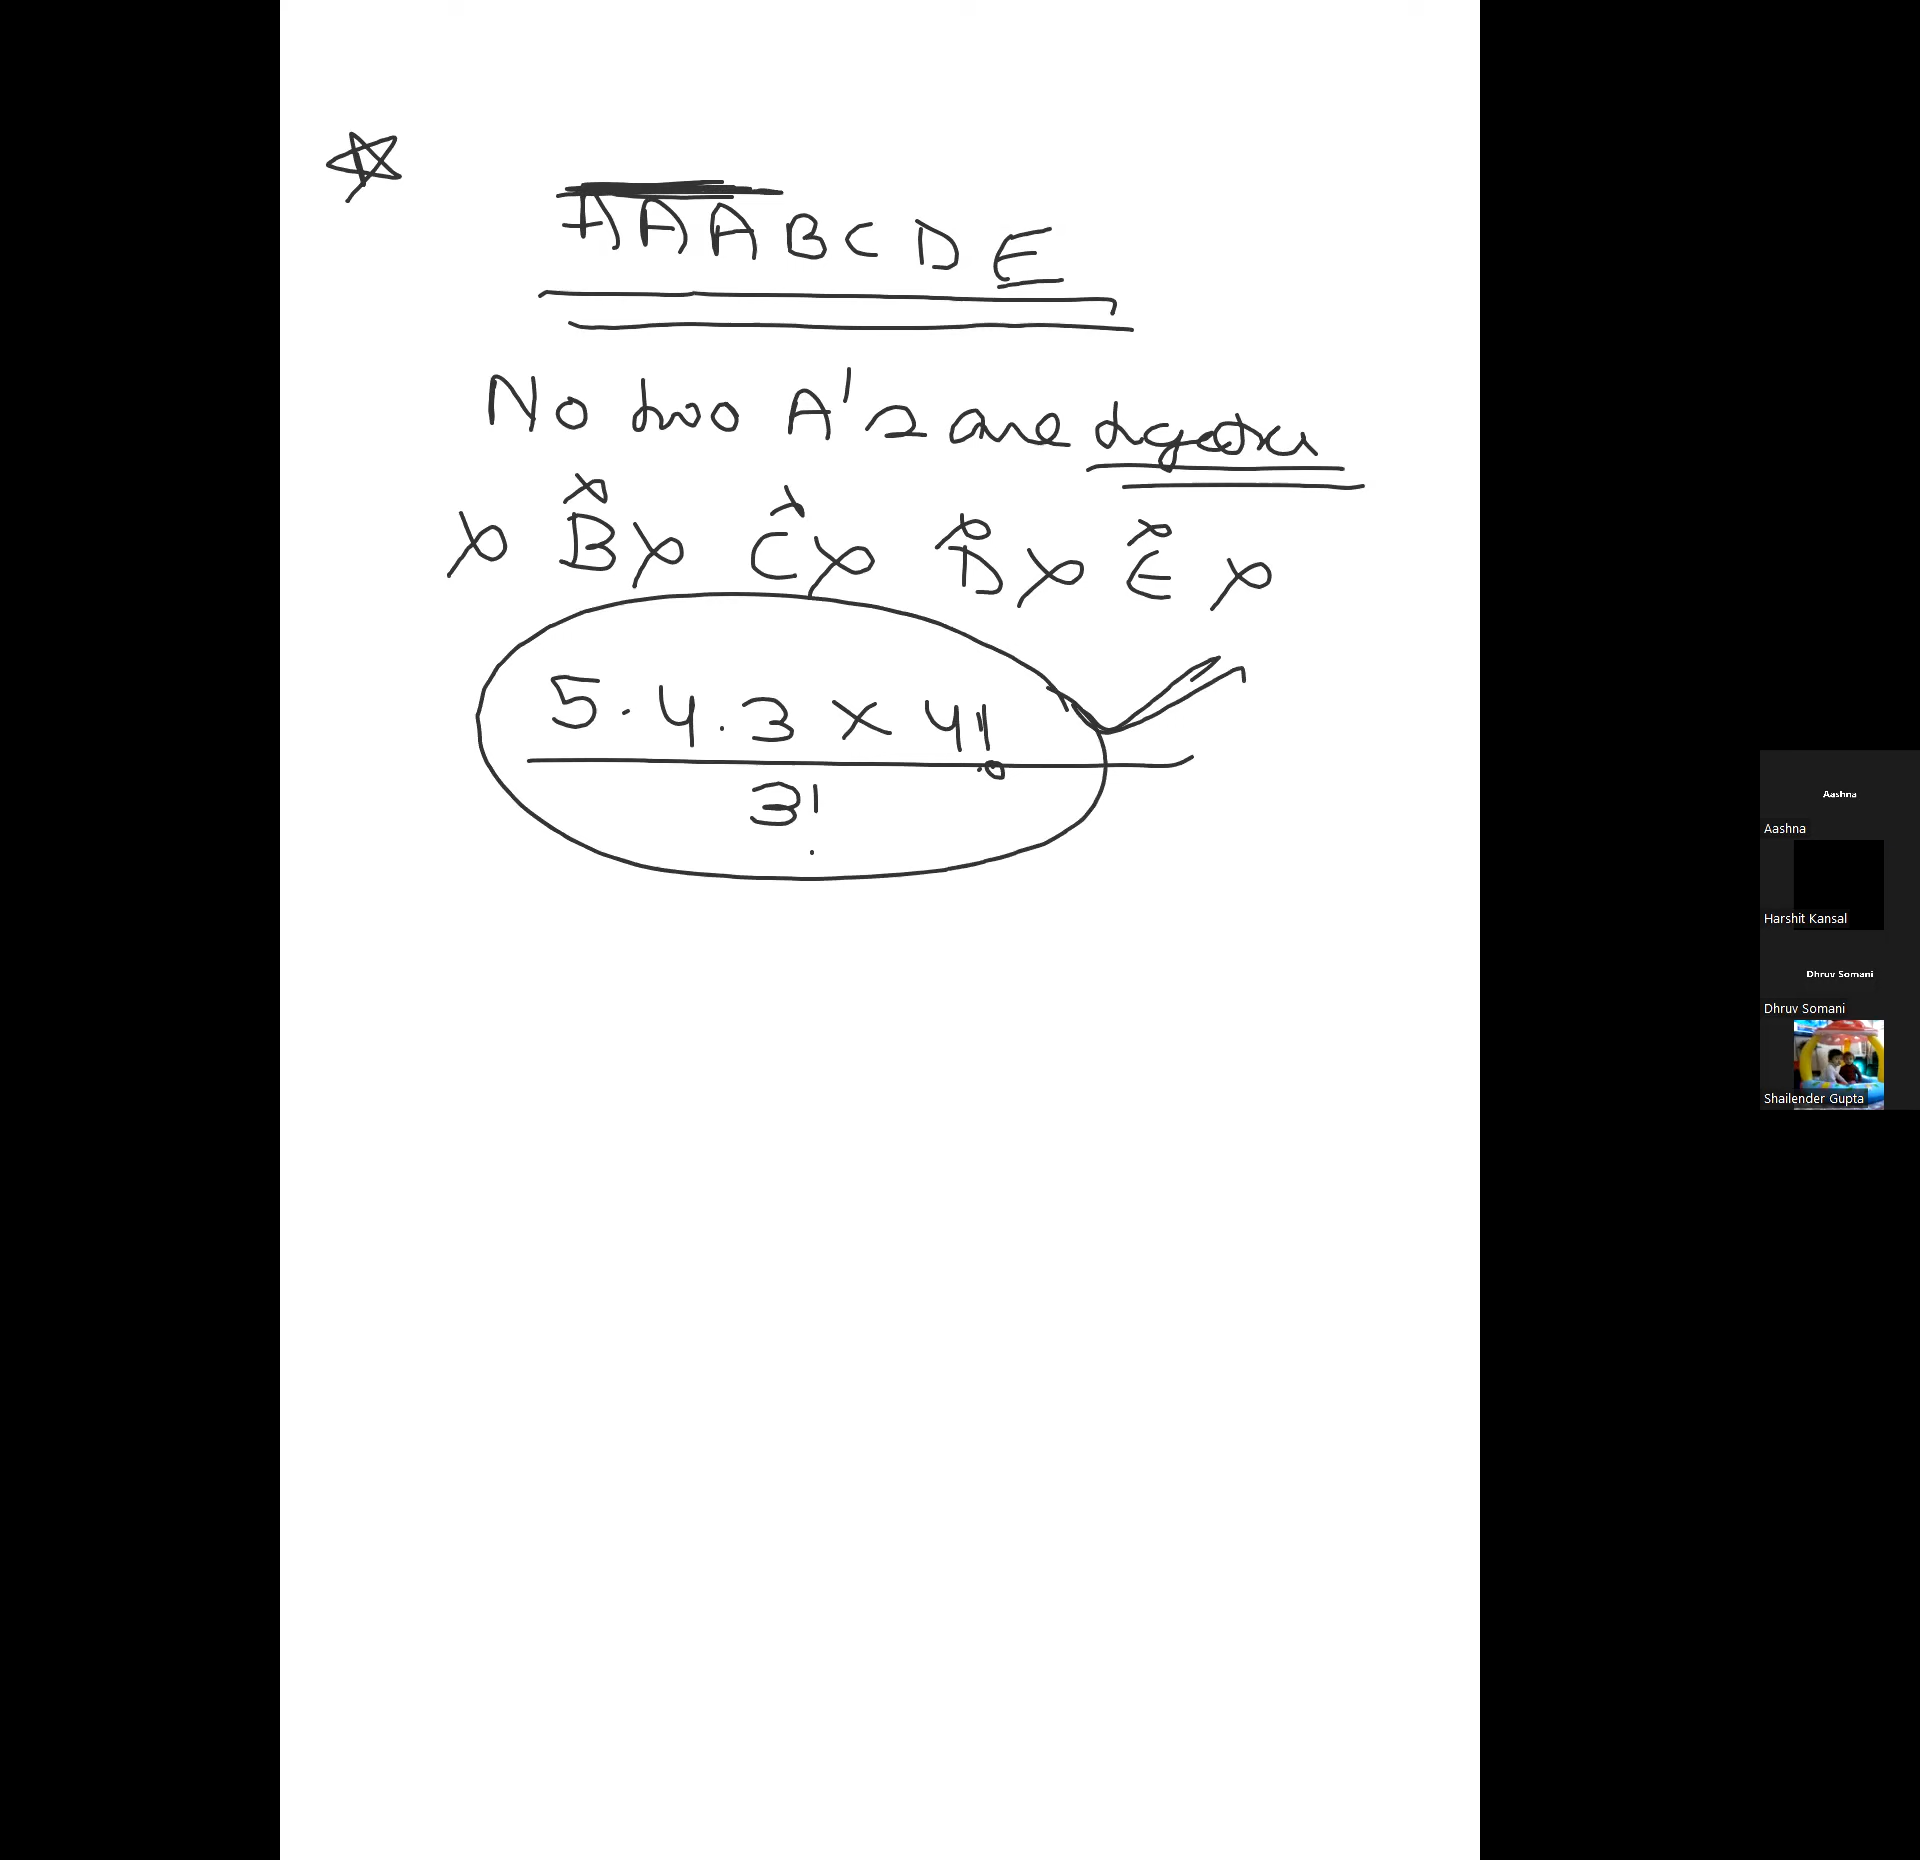 AAABCDE
No two A's are together
B C D E
5.4.3 × 4!
3!
Aashna
Aashna
Harshit Kansal
Dhruv Somani
Dhruv Somani
Shailender Gupta